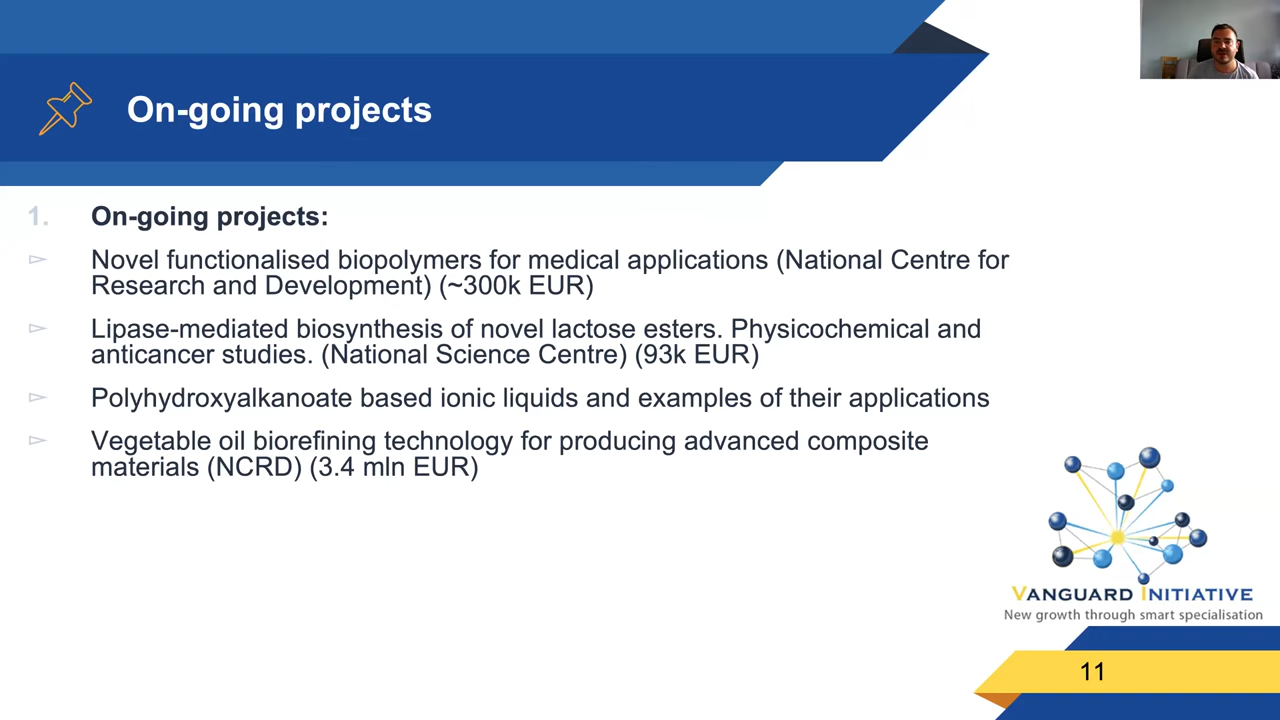 On-going projects
1. On-going projects:
Novel functionalised biopolymers for medical applications (National Centre for
Research and Development) (~300k EUR)
Lipase-mediated biosynthesis of novel lactose esters. Physicochemical and
anticancer studies. (National Science Centre) (93k EUR)
Polyhydroxyalkanoate based ionic liquids and examples of their applications
Vegetable oil biorefining technology for producing advanced composite
materials (NCRD) (3.4 mln EUR)
VANGUARD INITIATIVE
New growth through smart specialisation
11